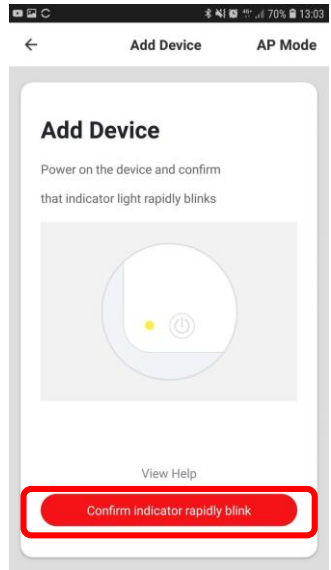 70% 13:03
Add Device AP Mode
Add Device
Power on the device and confirm
that indicator light rapidly blinks
View Help
Confirm indicator rapidly blink